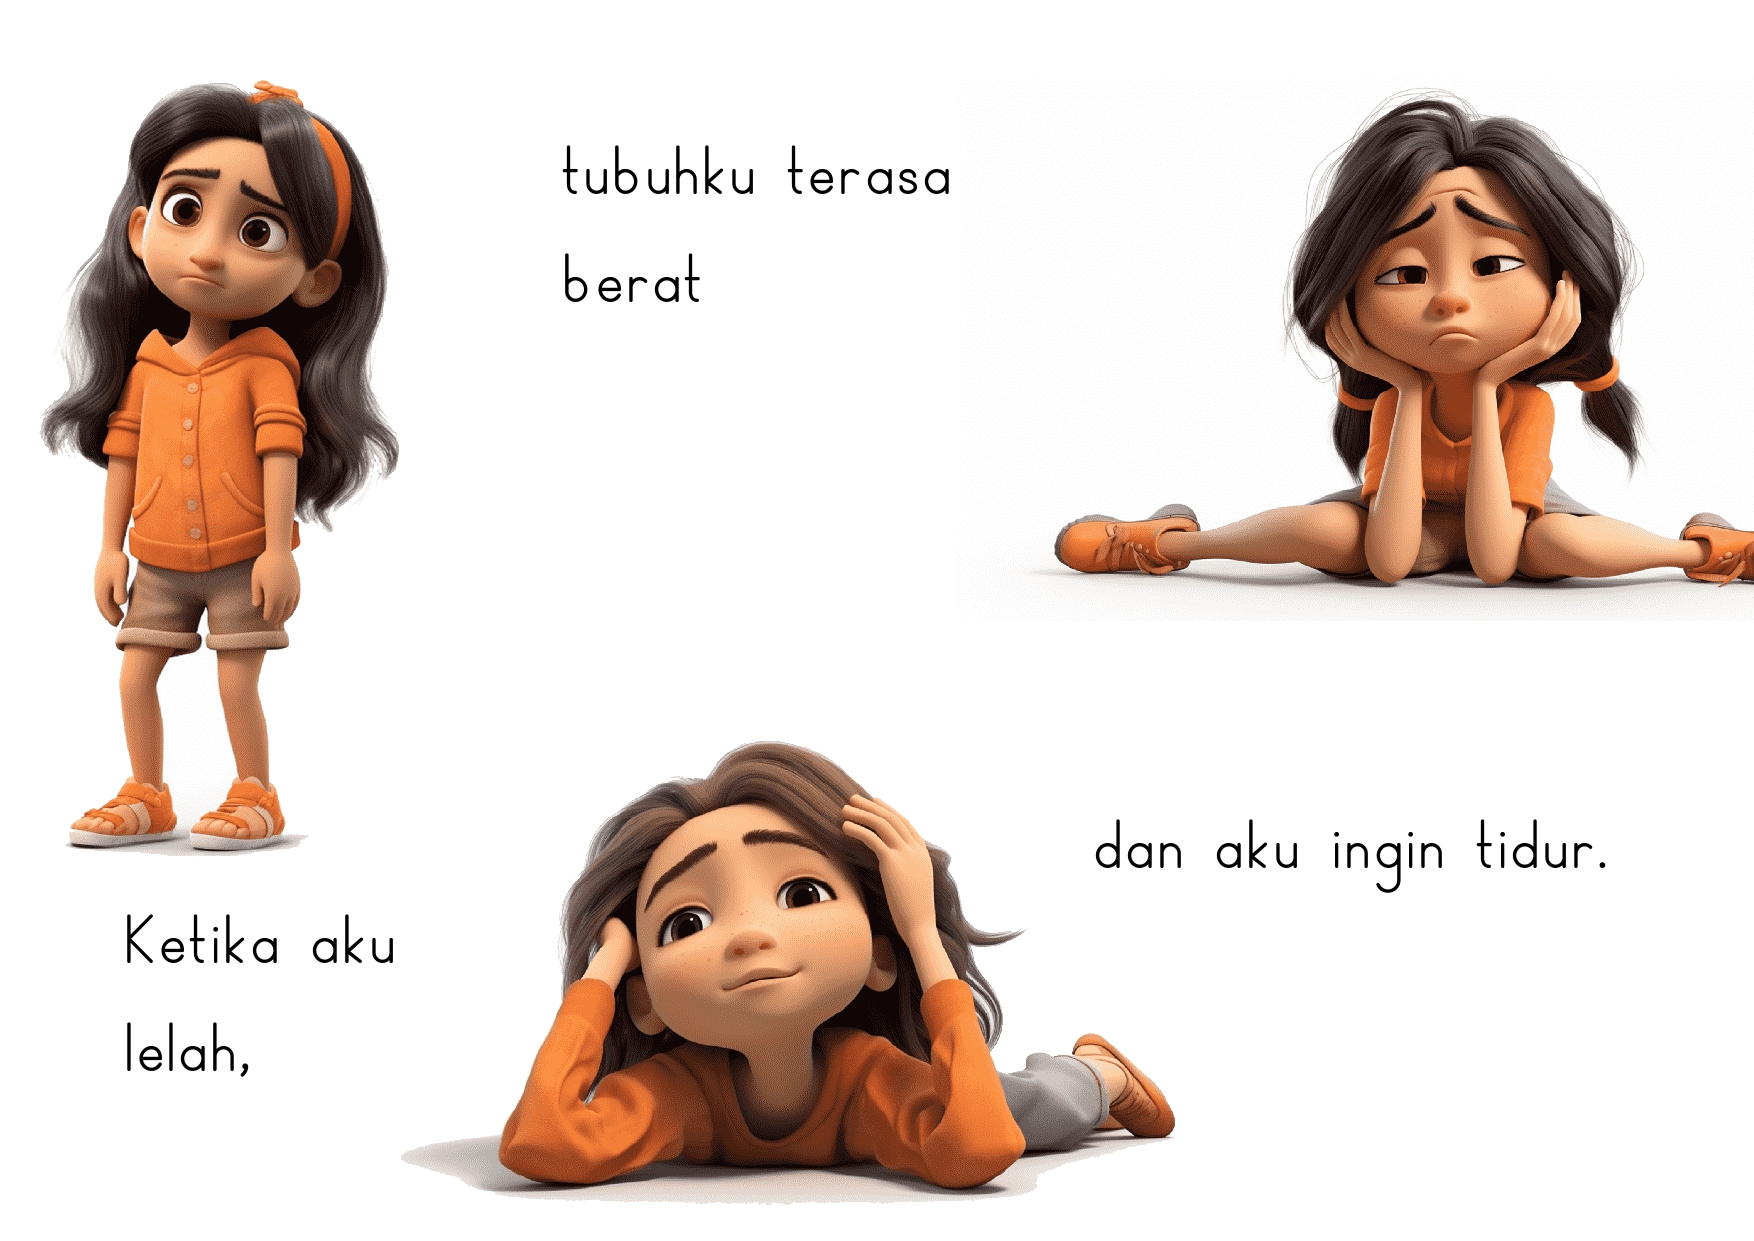 Ketika aku
lelah,
tubuhku terasa
berat
dan aku ingin tidur.